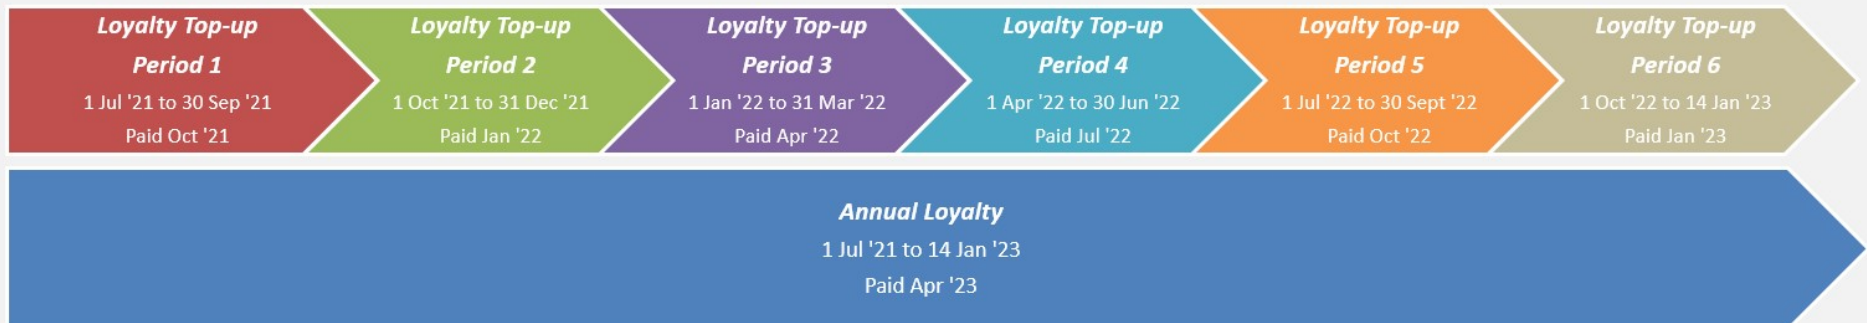 Loyalty Top-up
Period 1
1 Jul '21 to 30 Sep '21
Paid Oct '21
Loyalty Top-up
Period 2
1 Oct '21 to 31 Dec '21
Paid Jan '22
Loyalty Top-up
Period 3
1 Jan '22 to 31 Mar '22
Paid Apr '22
Loyalty Top-up
Period 4
1 Apr '22 to 30 Jun '22
Paid Jul '22
Loyalty Top-up
Period 5
1 Jul '22 to 30 Sept '22
Paid Oct '22
Loyalty Top-up
Period 6
1 Oct '22 to 14 Jan '23
Paid Jan '23
Annual Loyalty
1 Jul '21 to 14 Jan '23
Paid Apr '23